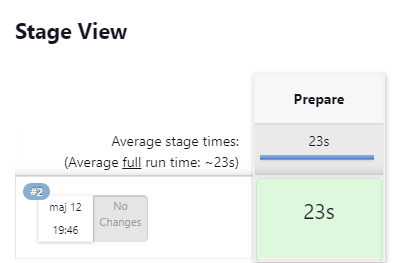 Stage View
Prepare
Average stage times:
23s
(Average full run time: ~23s)
#2
maj 12
19:46
No
Changes
23s